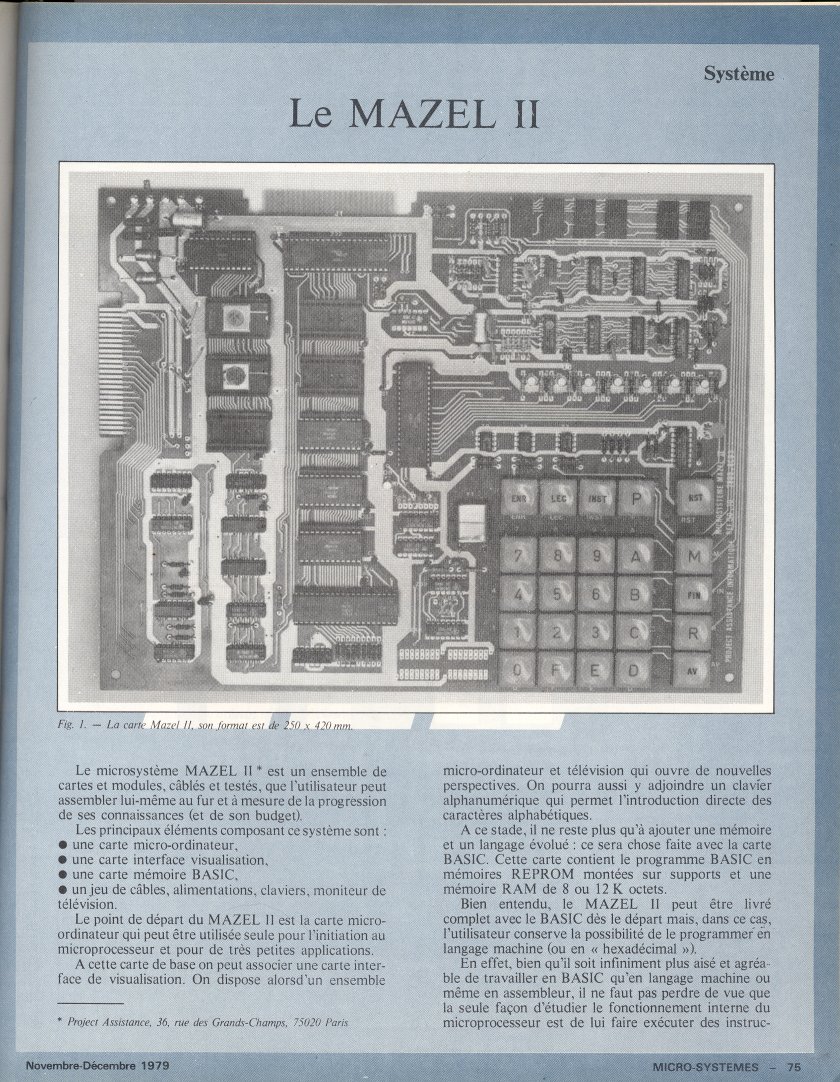 Système
Le MAZEL II
ENR LEC INST P RST
RST
7 8 9 A M
4 5 6 B FIN
1 2 3 C R
0 F E D AV
MICROSYSTEME MAZEL II
PROJECT ASSISTANCE INFORMATION
Fig. 1. — La carte Mazel II, son format est de 250 x 420 mm.
Le microsystème MAZEL II * est un ensemble de
cartes et modules, câblés et testés, que l'utilisateur peut
assembler lui-même au fur et à mesure de la progression
de ses connaissances (et de son budget).
Les principaux éléments composant ce système sont :
● une carte micro-ordinateur,
● une carte interface visualisation,
● une carte mémoire BASIC,
● un jeu de câbles, alimentations, claviers, moniteur de
télévision.
Le point de départ du MAZEL II est la carte micro-
ordinateur qui peut être utilisée seule pour l'initiation au
microprocesseur et pour de très petites applications.
A cette carte de base on peut associer une carte inter-
face de visualisation. On dispose alorsd'un ensemble
* Project Assistance, 36, rue des Grands-Champs, 75020 Paris
micro-ordinateur et télévision qui ouvre de nouvelles
perspectives. On pourra aussi y adjoindre un clavier
alphanumérique qui permet l'introduction directe des
caractères alphabétiques.
A ce stade, il ne reste plus qu'à ajouter une mémoire
et un langage évolué : ce sera chose faite avec la carte
BASIC. Cette carte contient le programme BASIC en
mémoires REPROM montées sur supports et une
mémoire RAM de 8 ou 12 K octets.
Bien entendu, le MAZEL II peut être livré
complet avec le BASIC dès le départ mais, dans ce cas,
l'utilisateur conserve la possibilité de le programmer en
langage machine (ou en « hexadécimal »).
En effet, bien qu'il soit infiniment plus aisé et agréa-
ble de travailler en BASIC qu'en langage machine ou
même en assembleur, il ne faut pas perdre de vue que
la seule façon d'étudier le fonctionnement interne du
microprocesseur est de lui faire exécuter des instruc-
Novembre-Décembre 1979
MICRO-SYSTEMES – 75